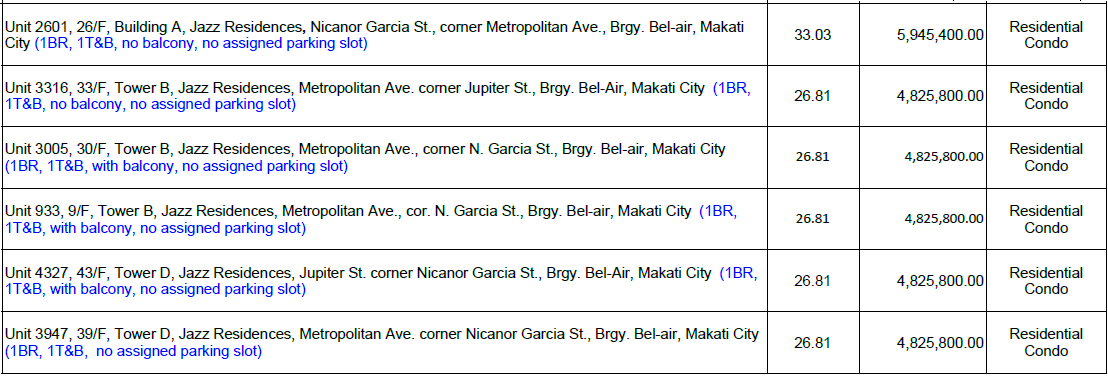 Unit 2601, 26/F, Building A, Jazz Residences, Nicanor Garcia St., corner Metropolitan Ave., Brgy. Bel-air, Makati
City (1BR, 1T&B, no balcony, no assigned parking slot)
33.03
5,945,400.00
Residential
Condo
Unit 3316, 33/F, Tower B, Jazz Residences, Metropolitan Ave. corner Jupiter St., Brgy. Bel-Air, Makati City (1BR,
1T&B, no balcony, no assigned parking slot)
26.81
4,825,800.00
Residential
Condo
Unit 3005, 30/F, Tower B, Jazz Residences, Metropolitan Ave., corner N. Garcia St., Brgy. Bel-air, Makati City
(1BR, 1T&B, with balcony, no assigned parking slot)
26.81
4,825,800.00
Residential
Condo
Unit 933, 9/F, Tower B, Jazz Residences, Metropolitan Ave., cor. N. Garcia St., Brgy. Bel-air, Makati City (1BR,
1T&B, with balcony, no assigned parking slot)
26.81
4,825,800.00
Residential
Condo
Unit 4327, 43/F, Tower D, Jazz Residences, Jupiter St. corner Nicanor Garcia St., Brgy. Bel-Air, Makati City (1BR,
1T&B, with balcony, no assigned parking slot)
26.81
4,825,800.00
Residential
Condo
Unit 3947, 39/F, Tower D, Jazz Residences, Metropolitan Ave. corner Nicanor Garcia St., Brgy. Bel-air, Makati City
(1BR, 1T&B, no assigned parking slot)
26.81
4,825,800.00
Residential
Condo